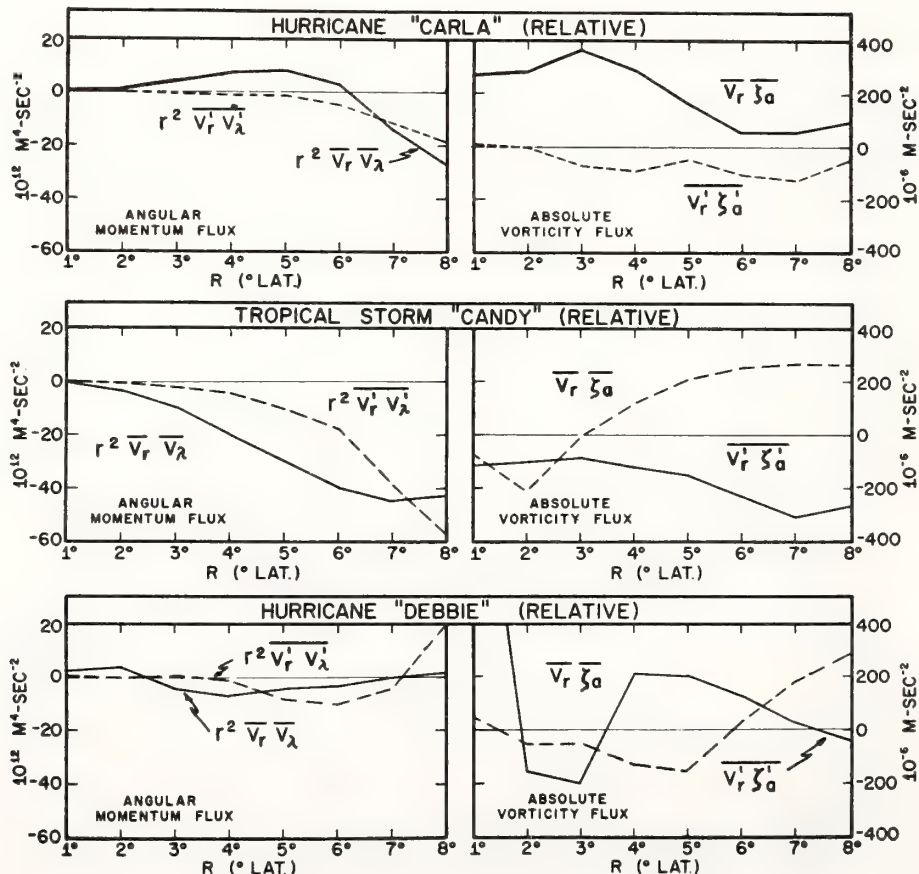 HURRICANE "CARLA" (RELATIVE)
20
0
-20
-40
-60
10¹² M⁴-SEC⁻²
r² V̅ᵣ′ V̅λ′
r² V̅ᵣ V̅λ
ANGULAR
MOMENTUM FLUX
1° 2° 3° 4° 5° 6° 7° 8°
R (° LAT.)
400
200
0
-200
-400
10⁻⁶ M-SEC⁻²
V̅ᵣ ζ̅ₐ
V̅ᵣ′ ζ̅ₐ′
ABSOLUTE
VORTICITY FLUX
1° 2° 3° 4° 5° 6° 7° 8°
R (° LAT.)
TROPICAL STORM "CANDY" (RELATIVE)
20
0
-20
-40
-60
10¹² M⁴-SEC⁻²
r² V̅ᵣ′ V̅λ′
r² V̅ᵣ V̅λ
ANGULAR
MOMENTUM FLUX
1° 2° 3° 4° 5° 6° 7° 8°
R (° LAT.)
400
200
0
-200
-400
10⁻⁶ M-SEC⁻²
V̅ᵣ ζ̅ₐ
V̅ᵣ′ ζ̅ₐ′
ABSOLUTE
VORTICITY FLUX
1° 2° 3° 4° 5° 6° 7° 8°
R (° LAT.)
HURRICANE "DEBBIE" (RELATIVE)
20
0
-20
-40
-60
10¹² M⁴-SEC⁻²
r² V̅ᵣ′ V̅λ′
r² V̅ᵣ V̅λ
ANGULAR
MOMENTUM FLUX
1° 2° 3° 4° 5° 6° 7° 8°
R (° LAT.)
400
200
0
-200
-400
10⁻⁶ M-SEC⁻²
V̅ᵣ ζ̅ₐ
V̅ᵣ′ ζ̅ₐ′
ABSOLUTE
VORTICITY FLUX
1° 2° 3° 4° 5° 6° 7° 8°
R (° LAT.)